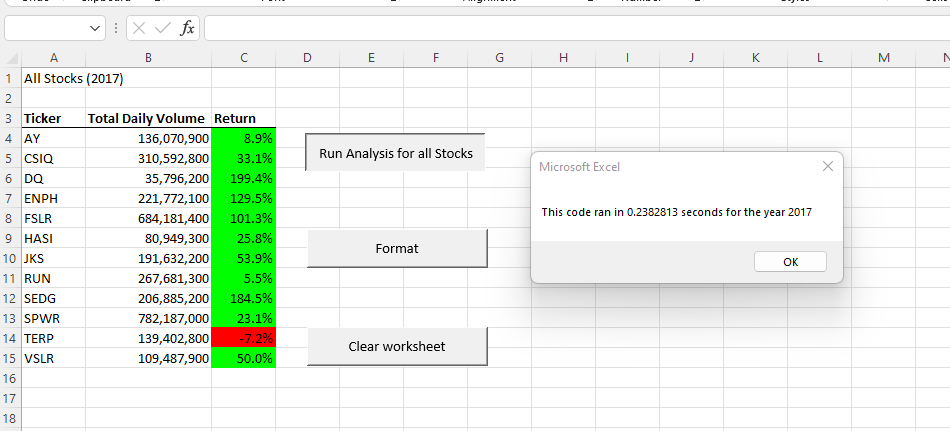 fx
A B C D E F G H I J K L M N
1 All Stocks (2017)
2
3 Ticker Total Daily Volume Return
4 AY 136,070,900 8.9%
5 CSIQ 310,592,800 33.1%
6 DQ 35,796,200 199.4%
7 ENPH 221,772,100 129.5%
8 FSLR 684,181,400 101.3%
9 HASI 80,949,300 25.8%
10 JKS 191,632,200 53.9%
11 RUN 267,681,300 5.5%
12 SEDG 206,885,200 184.5%
13 SPWR 782,187,000 23.1%
14 TERP 139,402,800 -7.2%
15 VSLR 109,487,900 50.0%
16
17
18
Run Analysis for all Stocks
Format
Clear worksheet
Microsoft Excel
This code ran in 0.2382813 seconds for the year 2017
OK